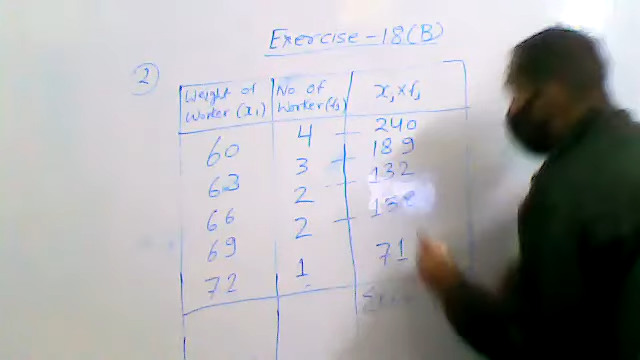 Exercise-18(B)
2
Weight of Worker (xi) No. of Worker(fi) xi×fi
60 4 240
63 3 189
66 2 132
69 2 138
72 1 71